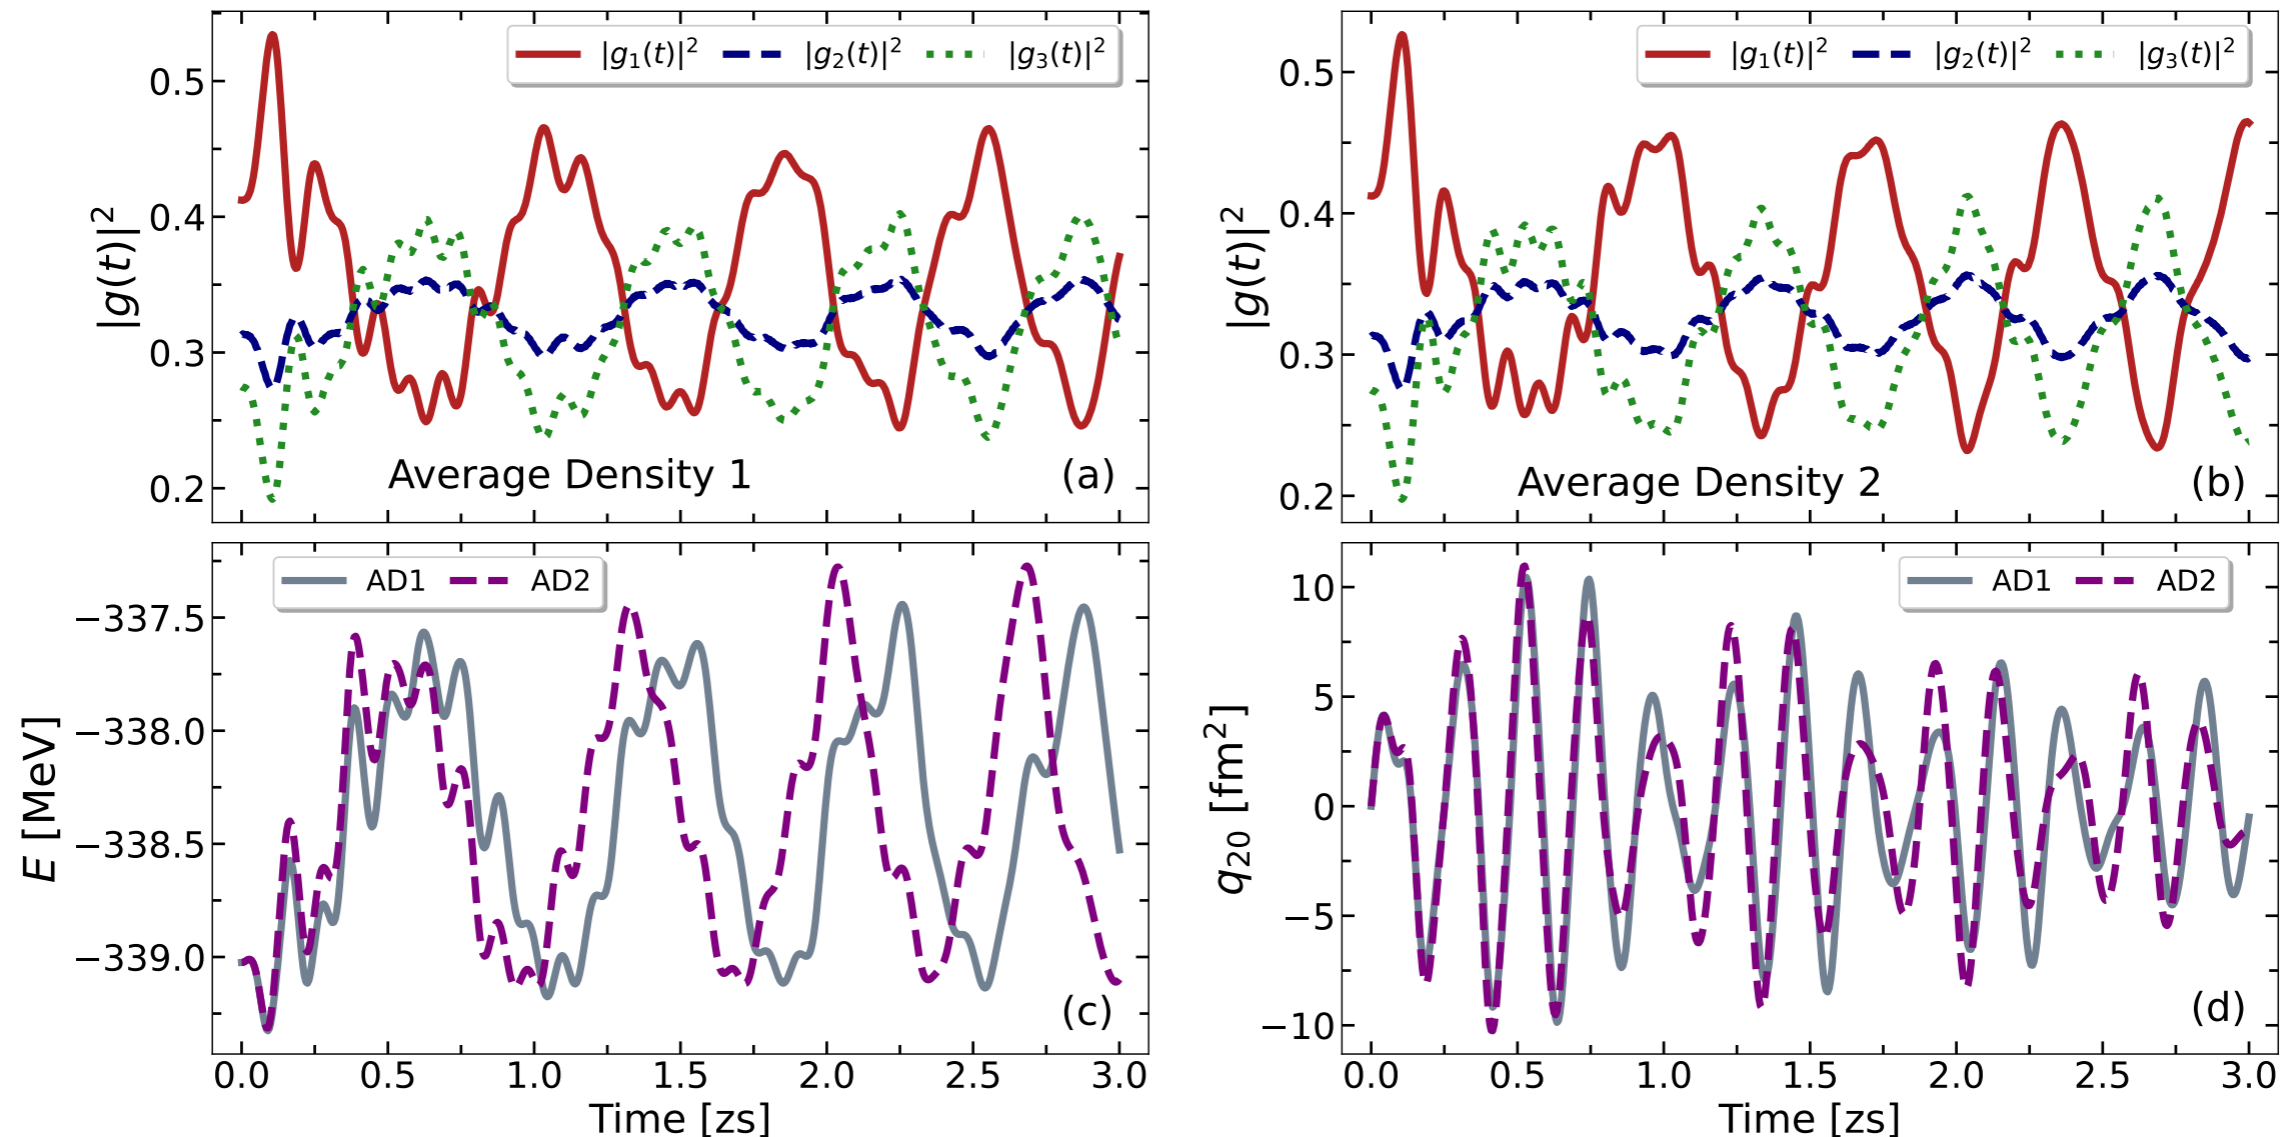 |g(t)|²
0.5
0.4
0.3
0.2
|g₁(t)|² |g₂(t)|² |g₃(t)|²
Average Density 1
(a)
|g(t)|²
0.5
0.4
0.3
0.2
|g₁(t)|² |g₂(t)|² |g₃(t)|²
Average Density 2
(b)
E [MeV]
−337.5
−338.0
−338.5
−339.0
AD1 AD2
(c)
0.0 0.5 1.0 1.5 2.0 2.5 3.0
Time [zs]
q₂₀ [fm²]
10
5
0
−5
−10
AD1 AD2
(d)
0.0 0.5 1.0 1.5 2.0 2.5 3.0
Time [zs]